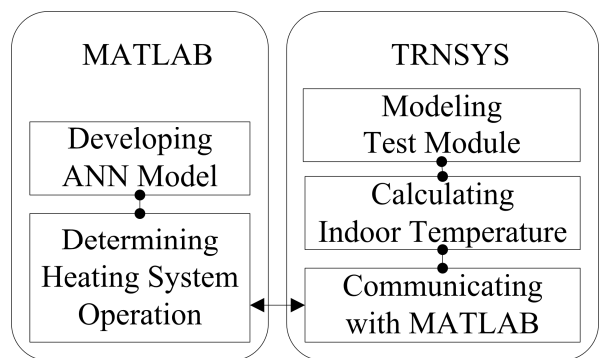 MATLAB
Developing
ANN Model
Determining
Heating System
Operation
TRNSYS
Modeling
Test Module
Calculating
Indoor Temperature
Communicating
with MATLAB